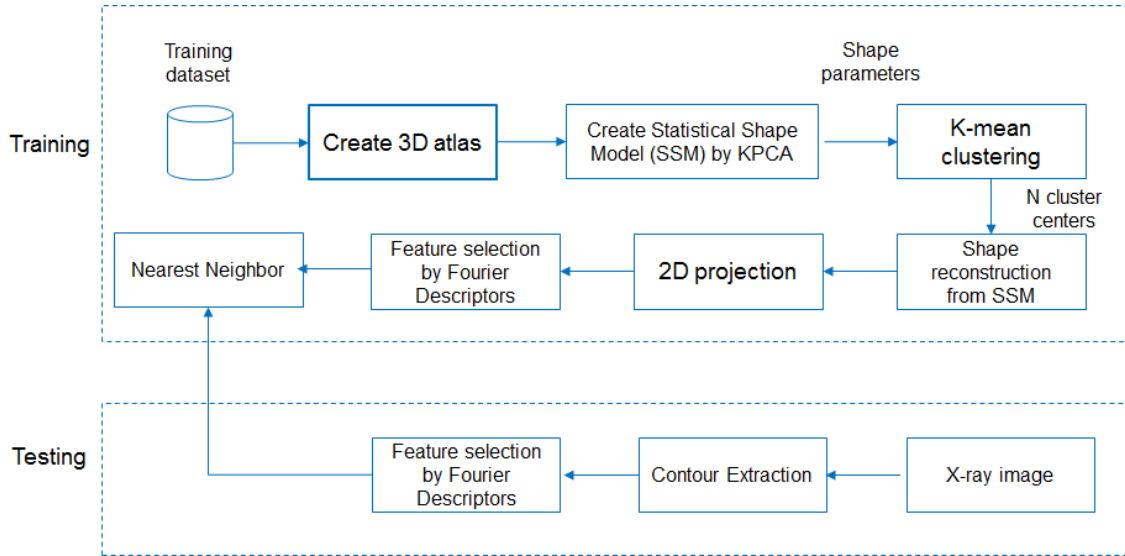 Training
Training
dataset
Create 3D atlas
Create Statistical Shape
Model (SSM) by KPCA
Shape
parameters
K-mean
clustering
N cluster
centers
Shape
reconstruction
from SSM
2D projection
Feature selection
by Fourier
Descriptors
Nearest Neighbor
Testing
X-ray image
Contour Extraction
Feature selection
by Fourier
Descriptors